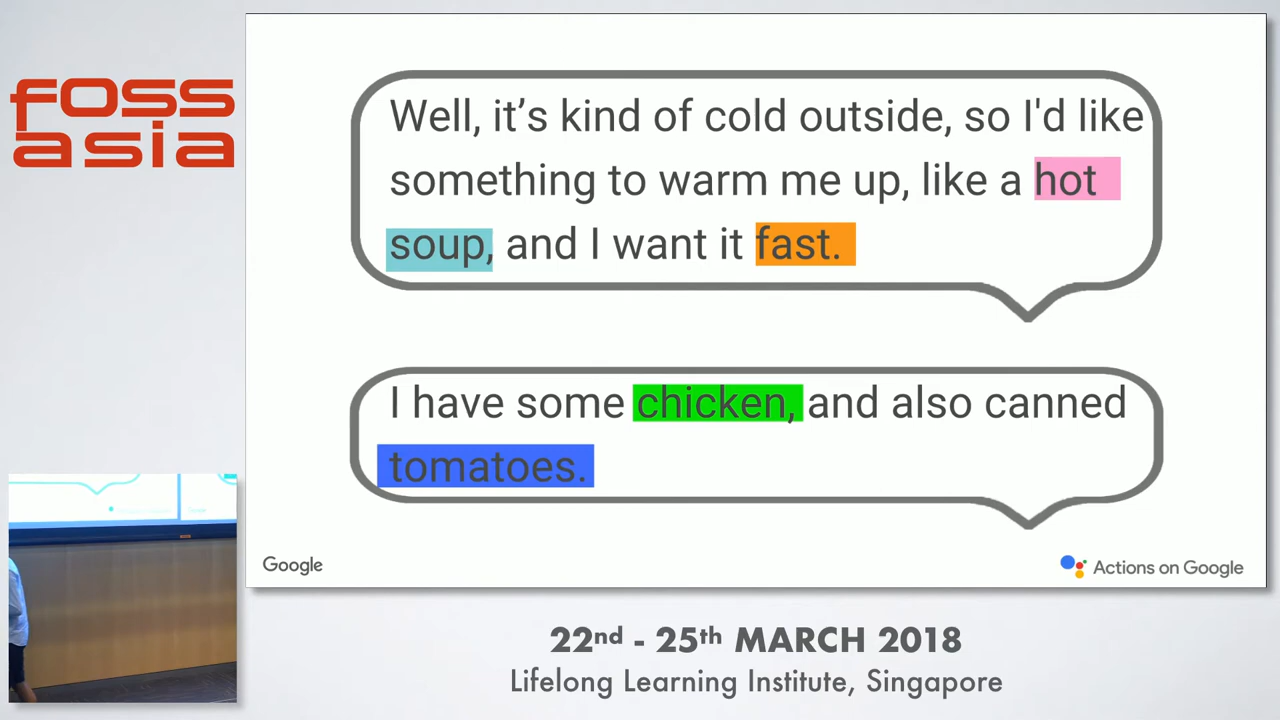 foss
asia
Well, it’s kind of cold outside, so I'd like
something to warm me up, like a hot
soup, and I want it fast.
I have some chicken, and also canned
tomatoes.
Google
Actions on Google
22nd - 25th MARCH 2018
Lifelong Learning Institute, Singapore